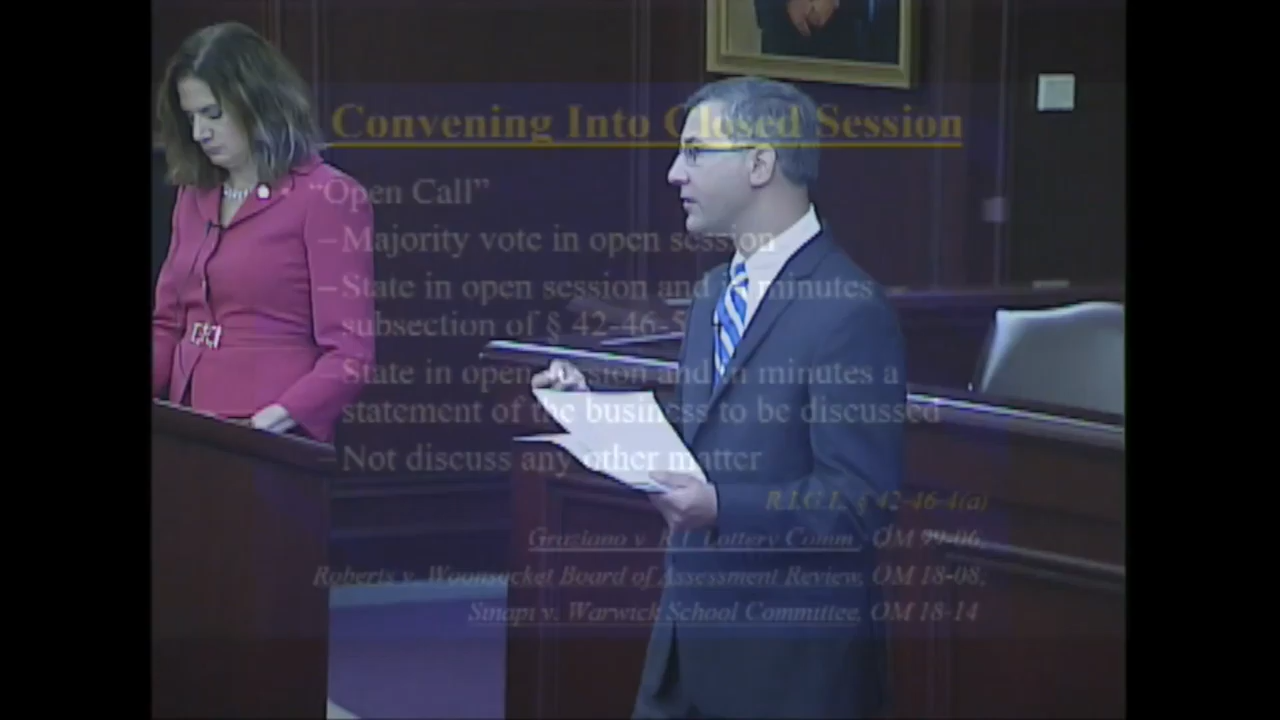 Convening Into Closed Session
• “Open Call”
– Majority vote in open session
– State in open session and in minutes
subsection of § 42-46-5
– State in open session and in minutes a
statement of the business to be discussed
– Not discuss any other matter
R.I.G.L. § 42-46-4(a)
Graziano v. R.I. Lottery Comm., OM 99-06,
Roberts v. Woonsocket Board of Assessment Review, OM 18-08,
Sinapi v. Warwick School Committee, OM 18-14